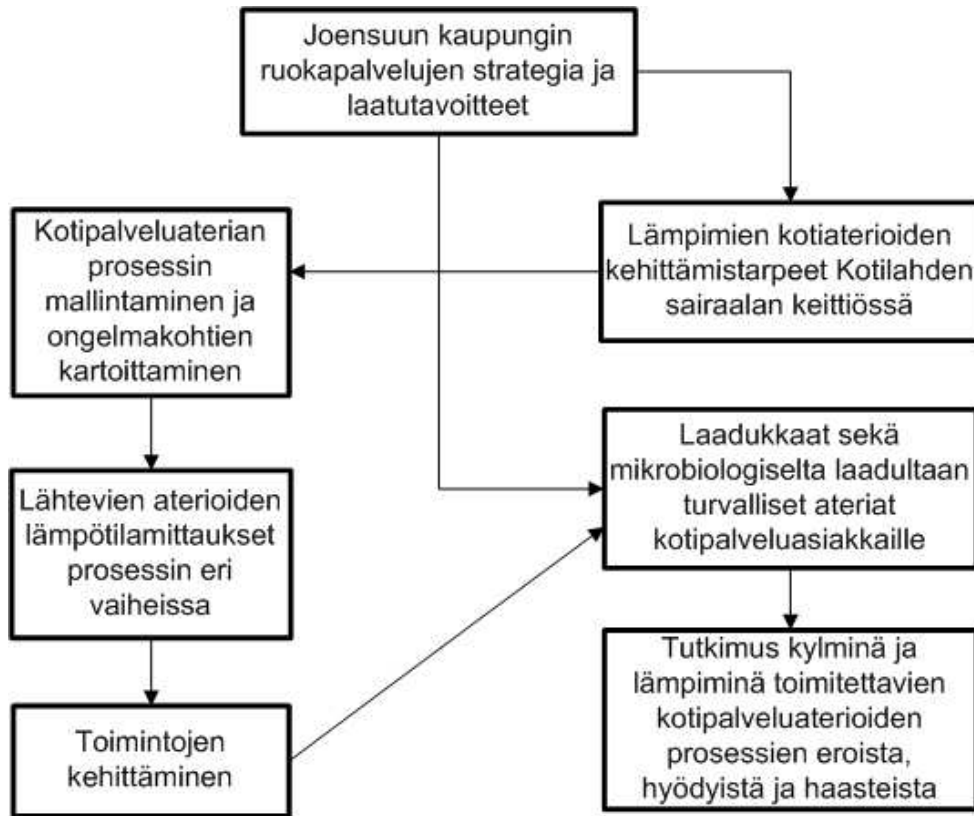 Joensuun kaupungin
ruokapalvelujen strategia ja
laatutavoitteet
Kotipalveluaterian
prosessin
mallintaminen ja
ongelmakohtien
kartoittaminen
Lämpimien kotiaterioiden
kehittämistarpeet Kotilahden
sairaalan keittiössä
Lähtevien aterioiden
lämpötilamittaukset
prosessin eri
vaiheissa
Laadukkaat sekä
mikrobiologiselta laadultaan
turvalliset ateriat
kotipalveluasiakkaille
Toimintojen
kehittäminen
Tutkimus kylminä ja
lämpiminä toimitettavien
kotipalveluaterioiden
prosessien eroista,
hyödyistä ja haasteista